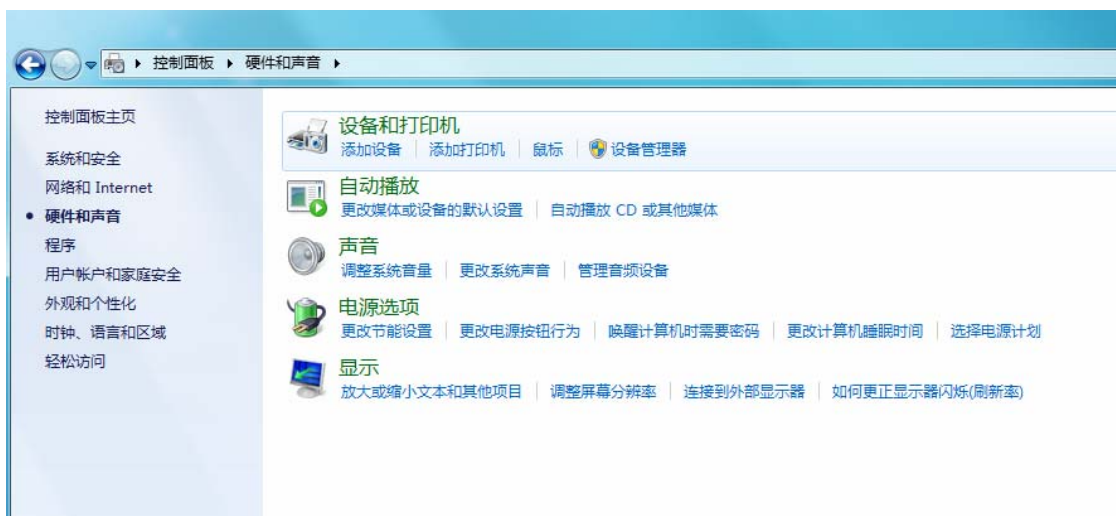 控制面板 硬件和声音
控制面板主页
系统和安全
网络和 Internet
硬件和声音
程序
用户帐户和家庭安全
外观和个性化
时钟、语言和区域
轻松访问
设备和打印机
添加设备 添加打印机 鼠标 设备管理器
自动播放
更改媒体或设备的默认设置 自动播放 CD 或其他媒体
声音
调整系统音量 更改系统声音 管理音频设备
电源选项
更改节能设置 更改电源按钮行为 唤醒计算机时需要密码 更改计算机睡眠时间 选择电源计划
显示
放大或缩小文本和其他项目 调整屏幕分辨率 连接到外部显示器 如何更正显示器闪烁(刷新率)